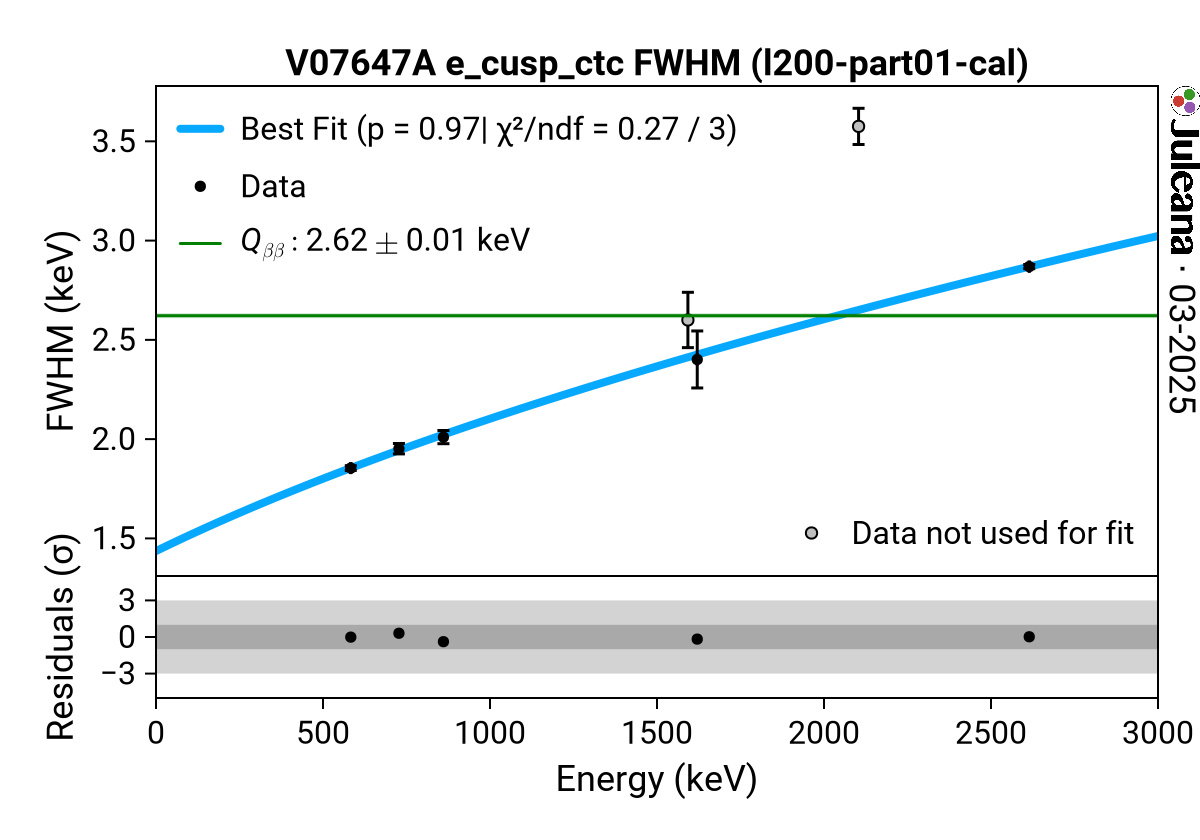 V07647A e_cusp_ctc FWHM (l200-part01-cal)
Best Fit (p = 0.97| χ²/ndf = 0.27 / 3)
Data
Qββ: 2.62 ± 0.01 keV
Data not used for fit
FWHM (keV)
3.5
3.0
2.5
2.0
1.5
Residuals (σ)
3
0
−3
0 500 1000 1500 2000 2500 3000
Energy (keV)
Juleana · 03-2025